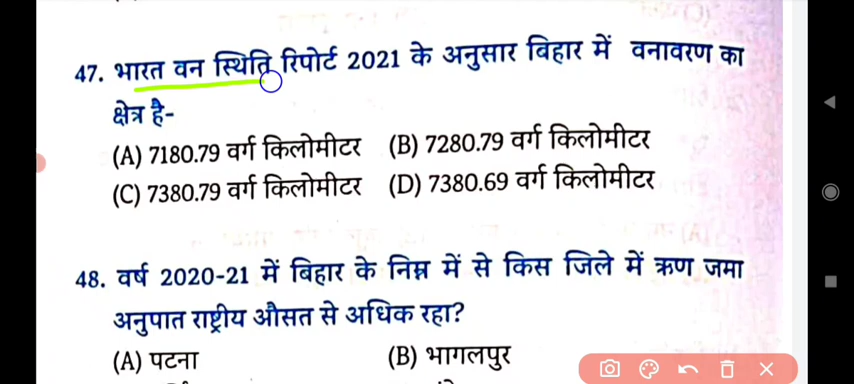 47. भारत वन स्थिति रिपोर्ट 2021 के अनुसार बिहार में वनावरण का
क्षेत्र है-
(A) 7180.79 वर्ग किलोमीटर (B) 7280.79 वर्ग किलोमीटर
(C) 7380.79 वर्ग किलोमीटर (D) 7380.69 वर्ग किलोमीटर
48. वर्ष 2020-21 में बिहार के निम्न में से किस जिले में ऋण जमा
अनुपात राष्ट्रीय औसत से अधिक रहा?
(A) पटना (B) भागलपुर